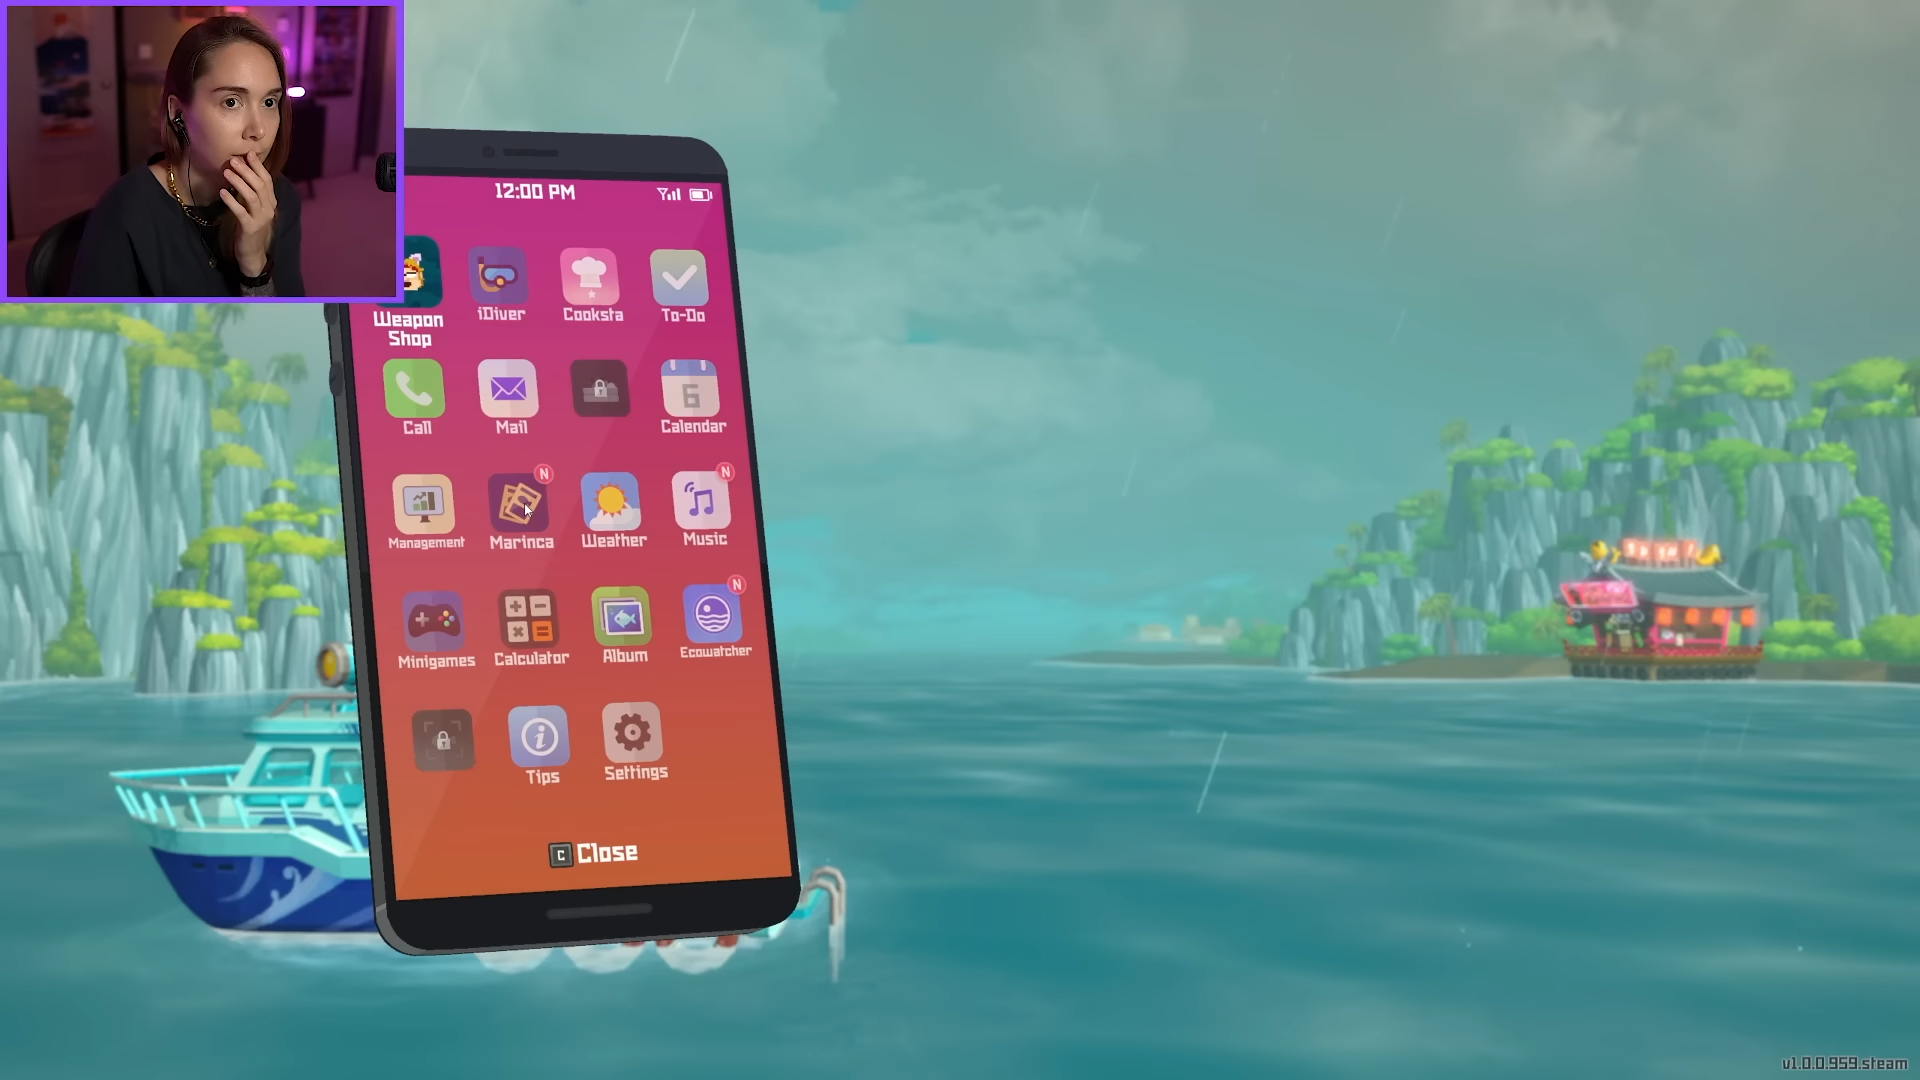 12:00 PM
Weapon
Shop
iDiver
Cooksta
To-Do
Call
Mail
6
Calendar
N
N
Management
Marinca
Weather
Music
N
Minigames
Calculator
Album
Ecowatcher
Tips
Settings
C Close
v1.0.0.959.steam